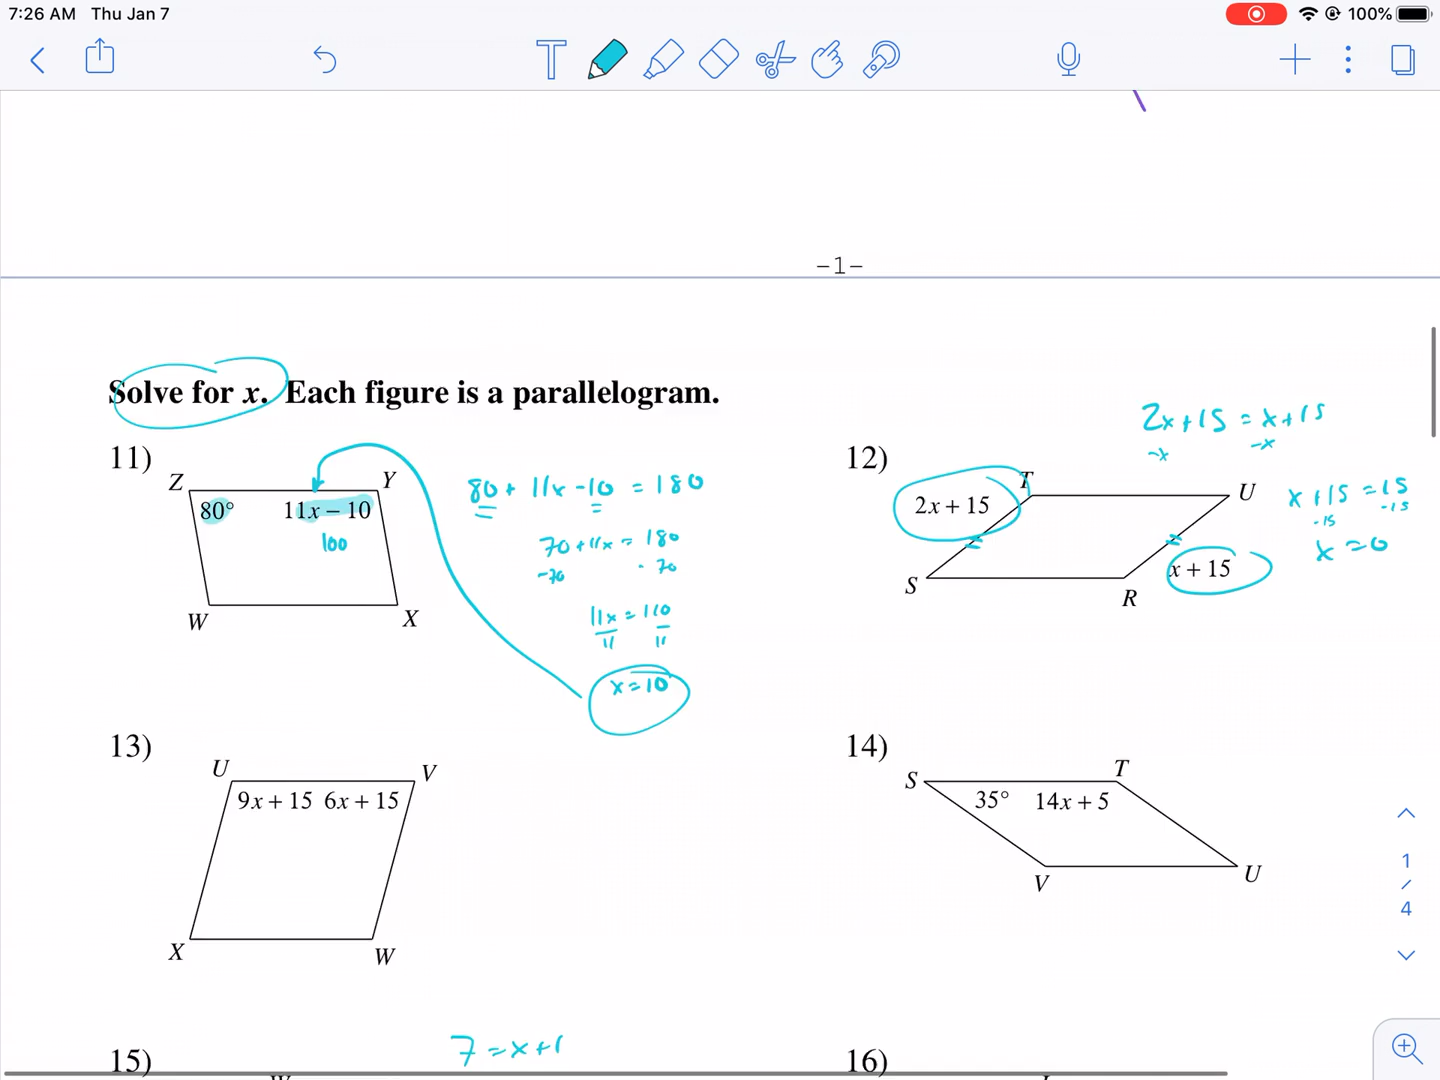 7:26 AM Thu Jan 7
100%
-1-
Solve for x. Each figure is a parallelogram.
11)
Z
Y
80°
11x − 10
100
W
X
80 + 11x - 10 = 180
70 + 11x = 180
-70 - 70
11x = 110
11 11
x = 10
12)
2x + 15 = x + 15
-x -x
T
U
2x + 15
x + 15 = 15
-15 -15
x = 0
x + 15
S
R
13)
U
V
9x + 15 6x + 15
X
W
14)
S
T
35° 14x + 5
V
U
1
/
4
15)
7 = x + 1
16)